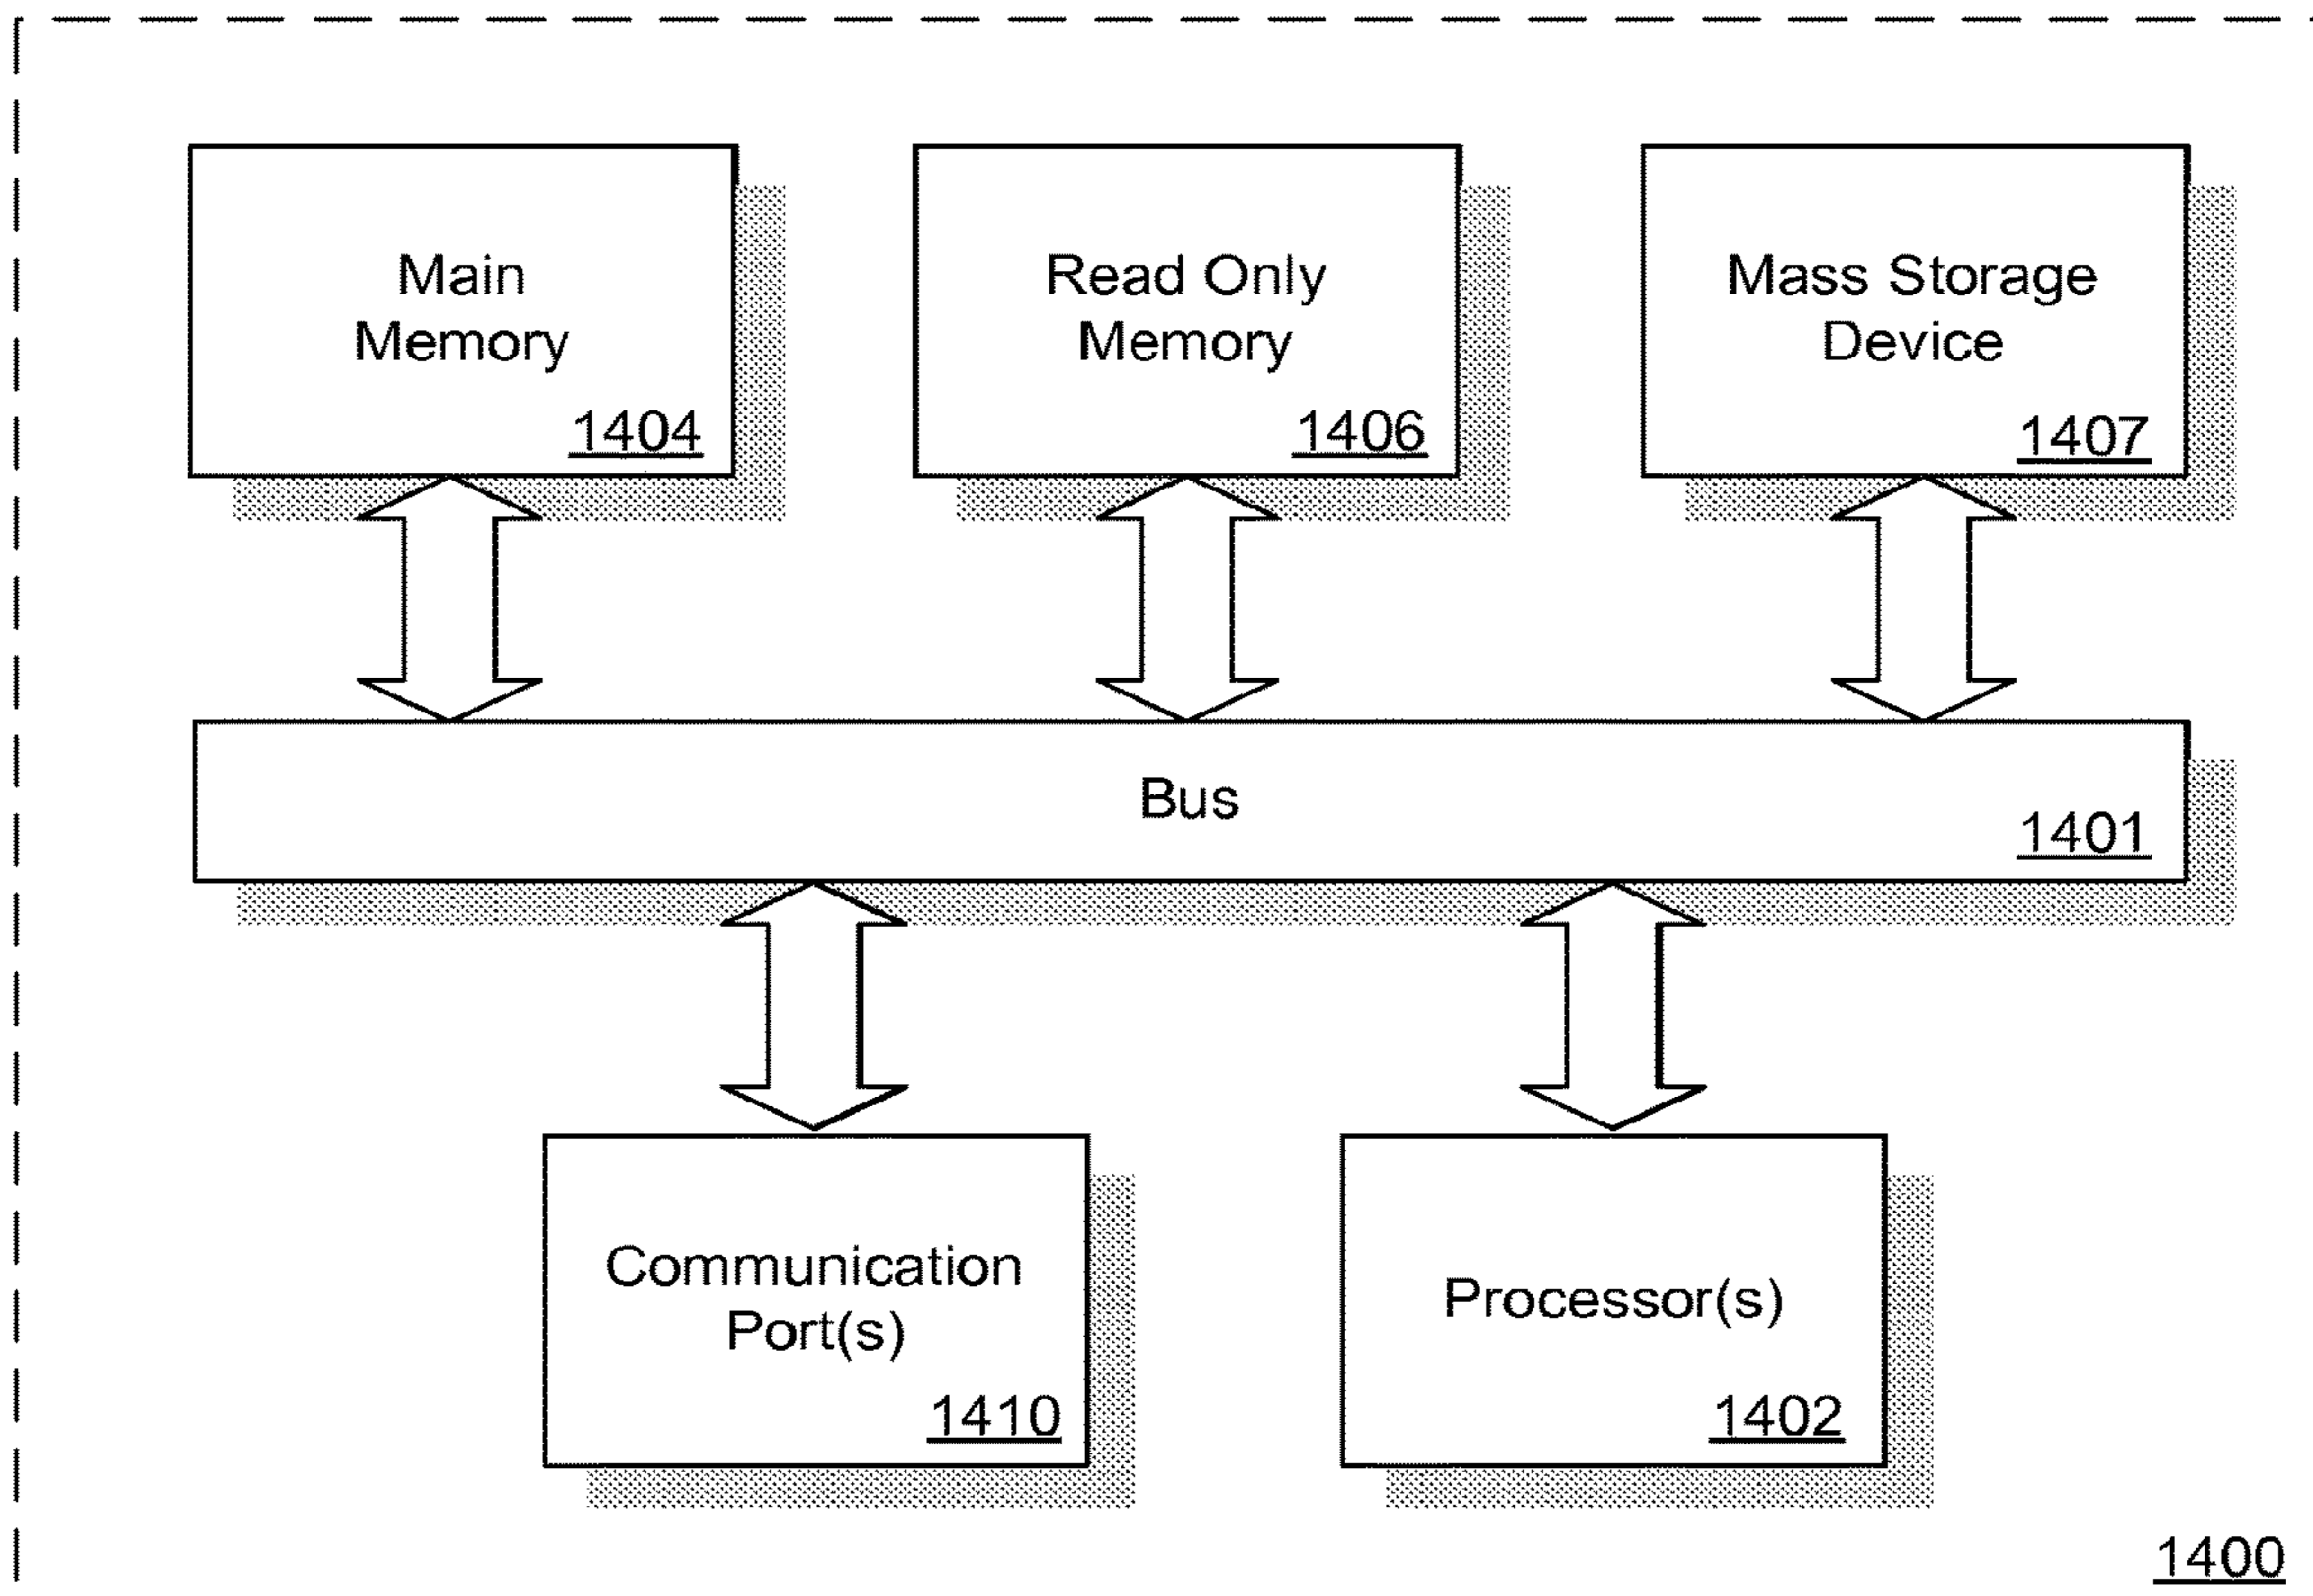 Main
Memory
1404
Read Only
Memory
1406
Mass Storage
Device
1407
Bus
1401
Communication
Port(s)
1410
Processor(s)
1402
1400